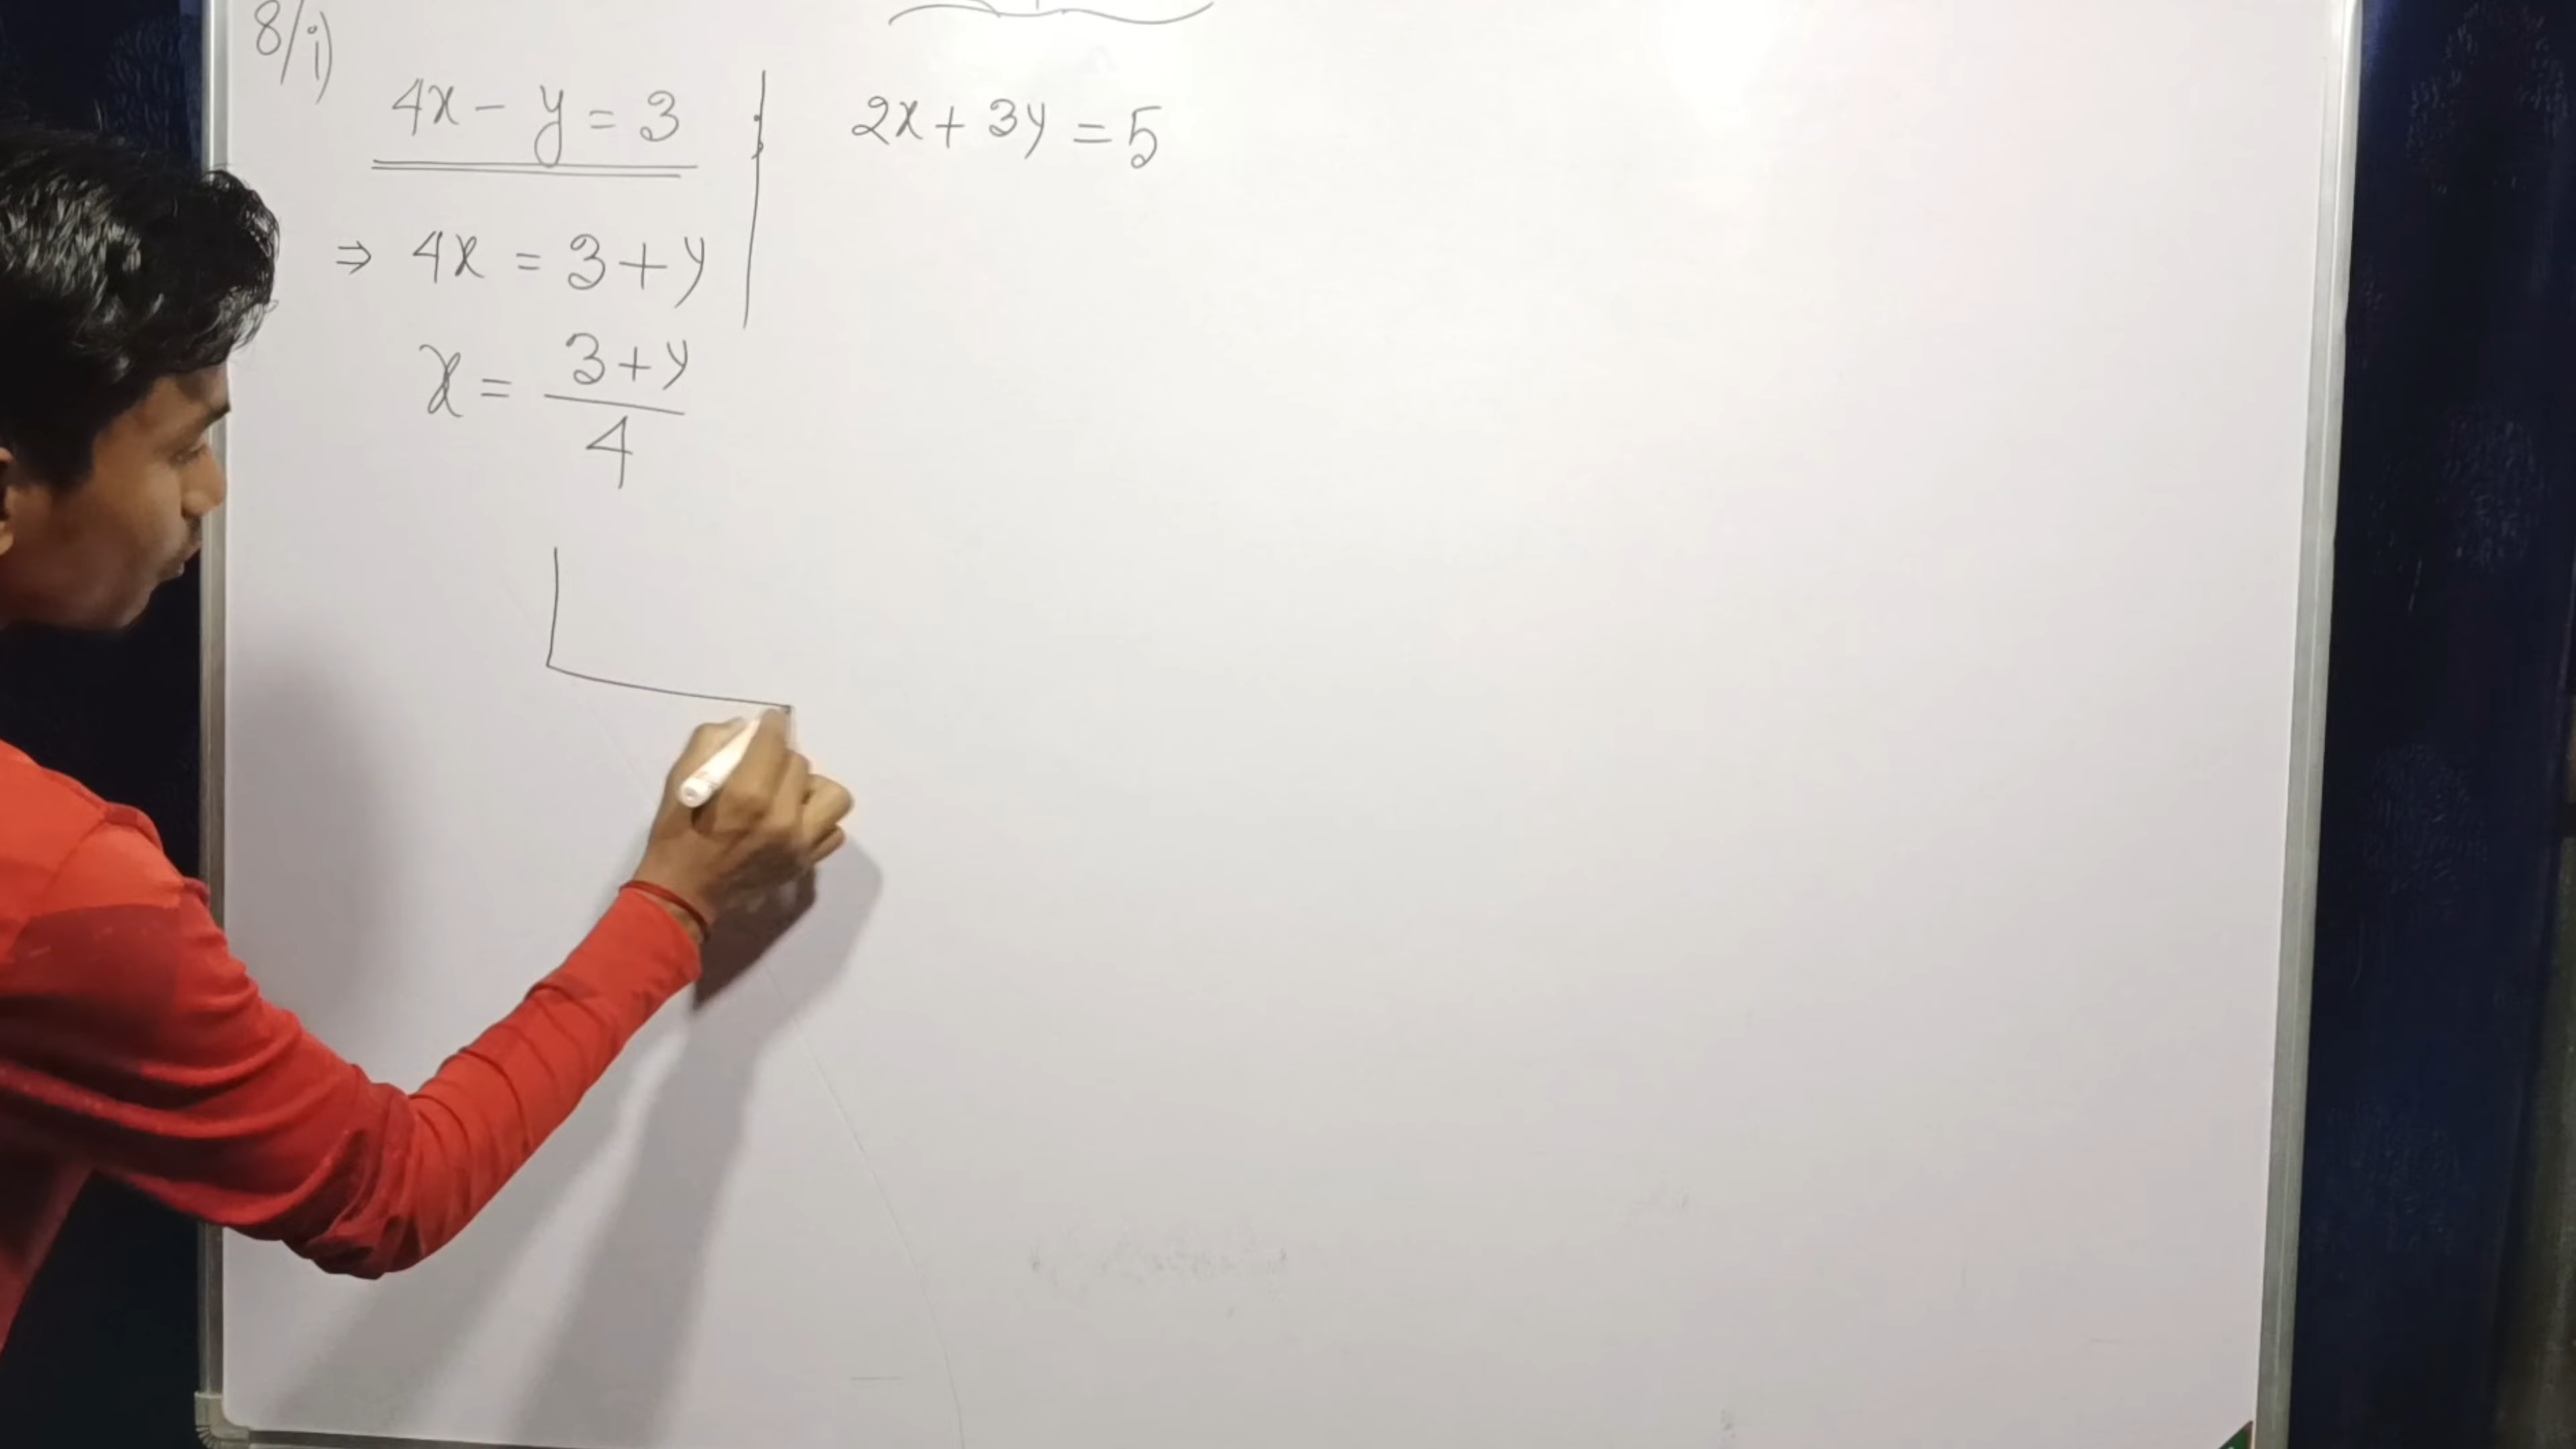 8/i)
4x - y = 3 ; 2x + 3y = 5
⇒ 4x = 3 + y
x = (3 + y)/4